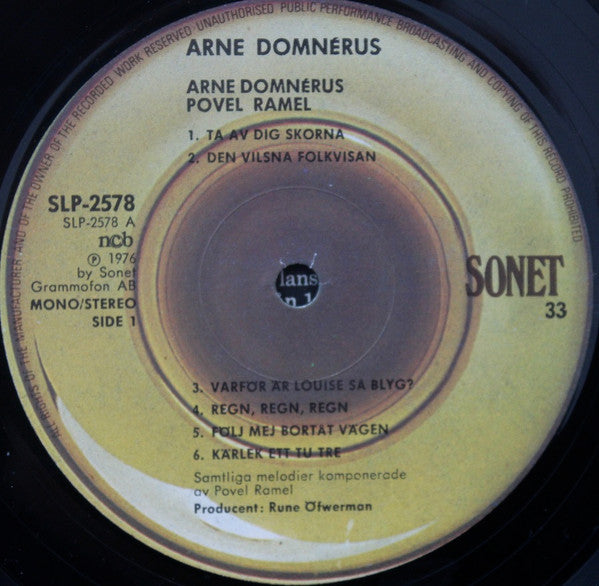 ALL RIGHTS OF THE MANUFACTURER AND OF THE OWNER OF THE RECORDED WORK RESERVED UNAUTHORISED PUBLIC PERFORMANCE BROADCASTING AND COPYING OF THIS RECORD PROHIBITED
ARNE DOMNÉRUS
ARNE DOMNÉRUS
POVEL RAMEL
1. TA AV DIG SKORNA
2. DEN VILSNA FOLKVISAN
SLP-2578
SLP-2578 A
ncb
Ⓟ 1976
by Sonet
Grammofon AB
MONO/STEREO
SIDE 1
SONET
33
lans
n 1
3. VARFÖR ÄR LOUISE SÅ BLYG?
4. REGN, REGN, REGN
5. FÖLJ MEJ BORTÅT VÄGEN
6. KÄRLEK ETT TU TRE
Samtliga melodier komponerade
av Povel Ramel
Producent: Rune Öfwerman